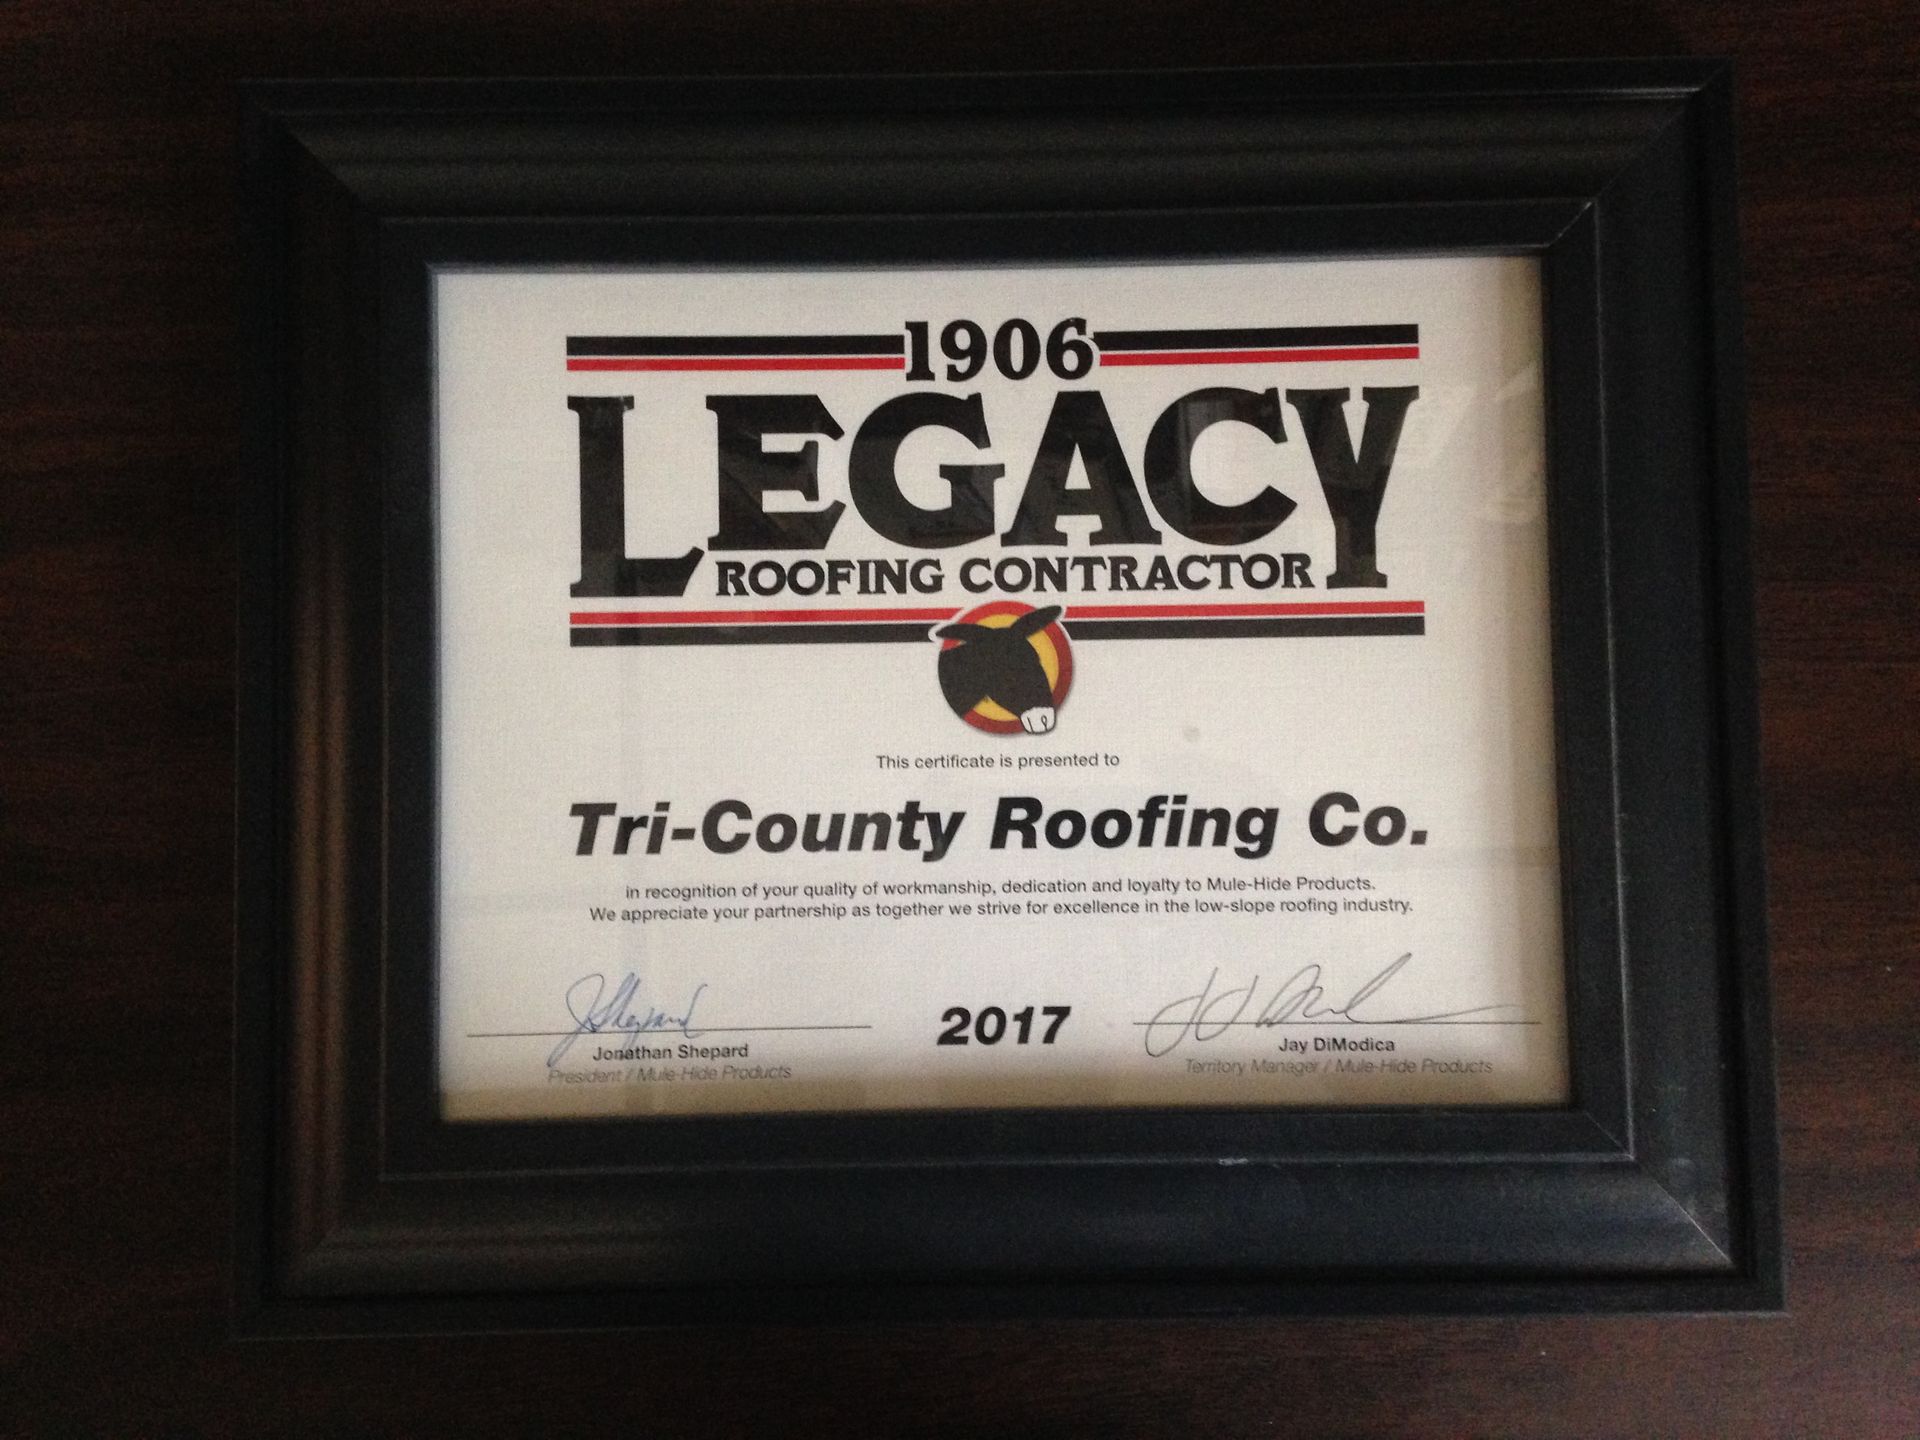 1906
LEGACY
ROOFING CONTRACTOR
This certificate is presented to
Tri-County Roofing Co.
in recognition of your quality of workmanship, dedication and loyalty to Mule-Hide Products.
We appreciate your partnership as together we strive for excellence in the low-slope roofing industry.
J Shepard
2017
Jonathan Shepard
Jay DiModica
President / Mule-Hide Products
Territory Manager / Mule-Hide Products